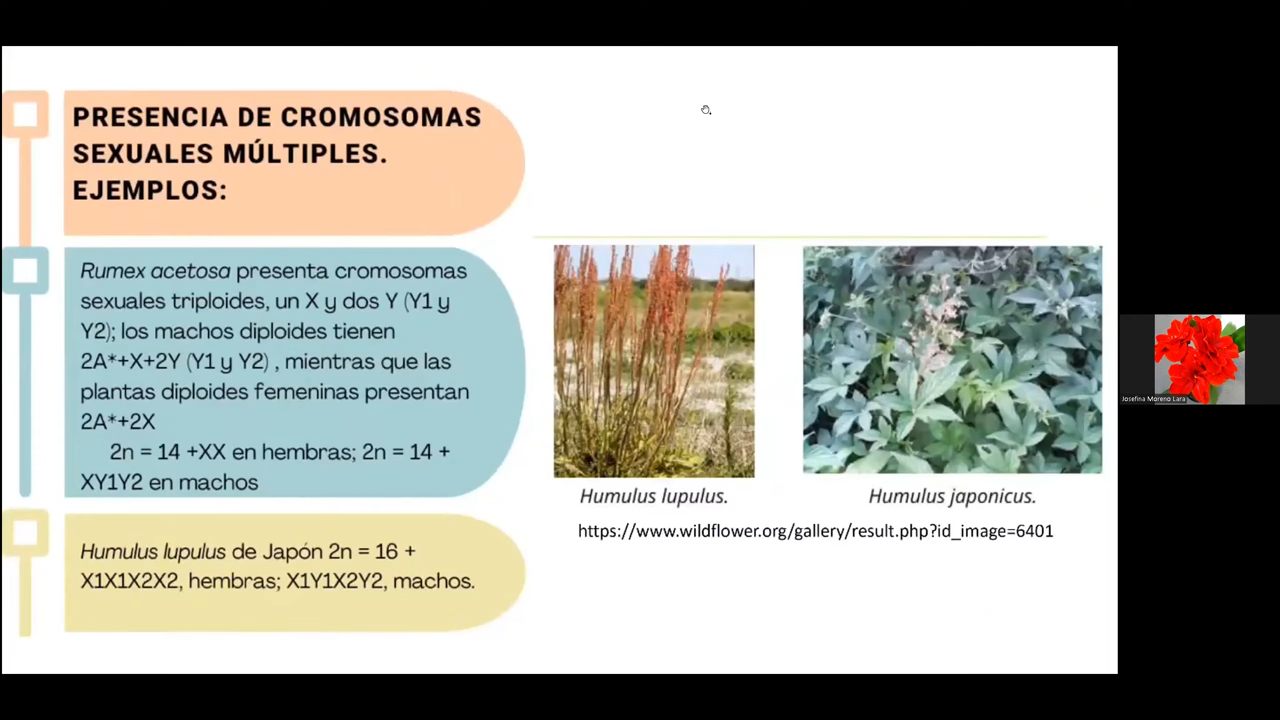 PRESENCIA DE CROMOSOMAS
SEXUALES MÚLTIPLES.
EJEMPLOS:
Rumex acetosa presenta cromosomas
sexuales triploides, un X y dos Y (Y1 y
Y2); los machos diploides tienen
2A*+X+2Y (Y1 y Y2) , mientras que las
plantas diploides femeninas presentan
2A*+2X
2n = 14 +XX en hembras; 2n = 14 +
XY1Y2 en machos
Humulus lupulus de Japón 2n = 16 +
X1X1X2X2, hembras; X1Y1X2Y2, machos.
Humulus lupulus.
Humulus japonicus.
https://www.wildflower.org/gallery/result.php?id_image=6401
Josefina Moreno Lara